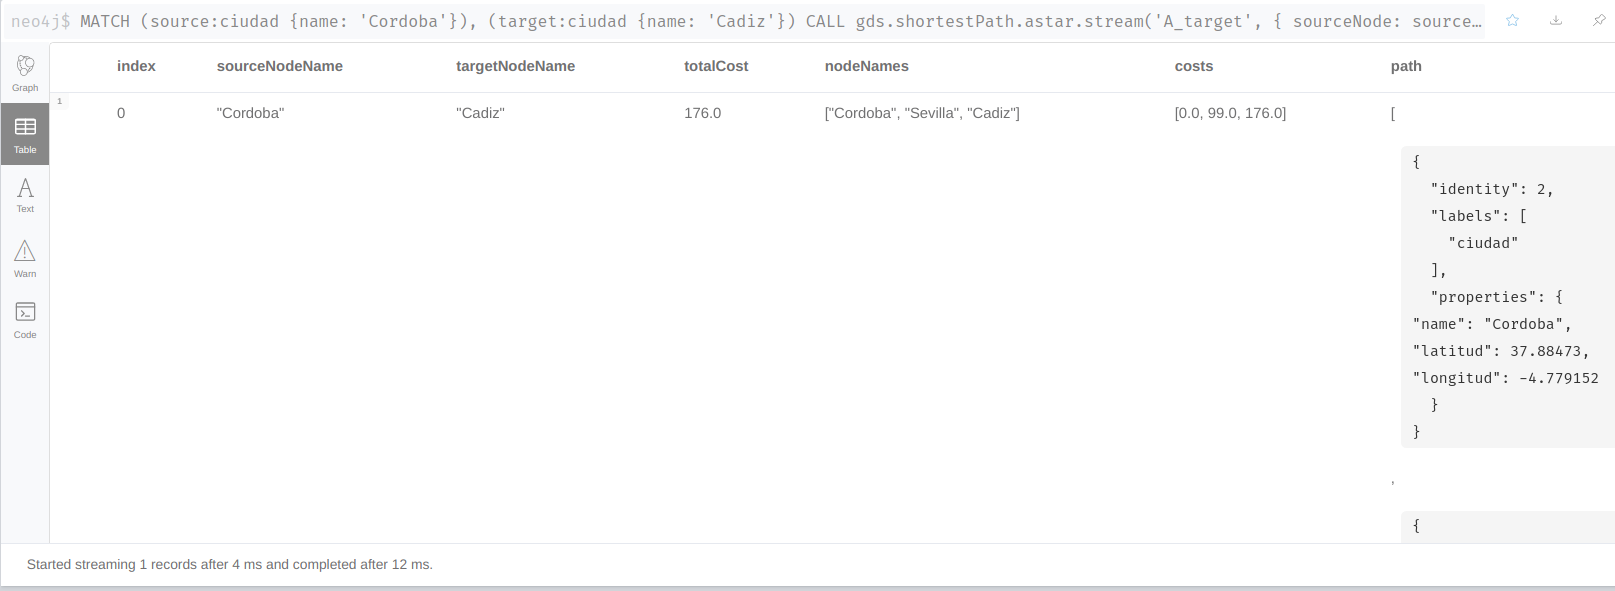 neo4j$ MATCH (source:ciudad {name: 'Cordoba'}), (target:ciudad {name: 'Cadiz'}) CALL gds.shortestPath.astar.stream('A_target', { sourceNode: source…
Graph
Table
Text
Warn
Code
index sourceNodeName targetNodeName totalCost nodeNames costs path
1
0 "Cordoba" "Cadiz" 176.0 ["Cordoba", "Sevilla", "Cadiz"] [0.0, 99.0, 176.0] [
{
"identity": 2,
"labels": [
"ciudad"
],
"properties": {
"name": "Cordoba",
"latitud": 37.88473,
"longitud": -4.779152
}
}
,
{
Started streaming 1 records after 4 ms and completed after 12 ms.